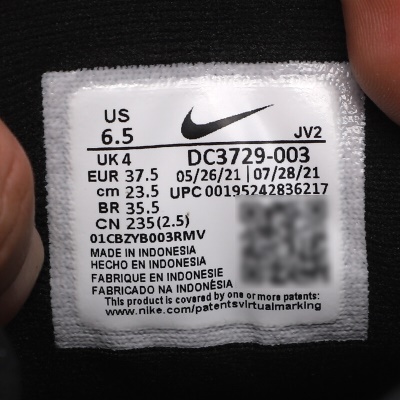 US
6.5
JV2
UK 4
DC3729-003
EUR 37.5
05/26/21 | 07/28/21
cm 23.5
UPC 00195242836217
BR 35.5
CN 235(2.5)
01CBZYB003RMV
MADE IN INDONESIA
HECHO EN INDONESIA
FABRIQUE EN INDONESIE
FABRICADO NA INDONÉSIA
This product is covered by one or more patents:
www.nike.com/patentsvirtualmarking